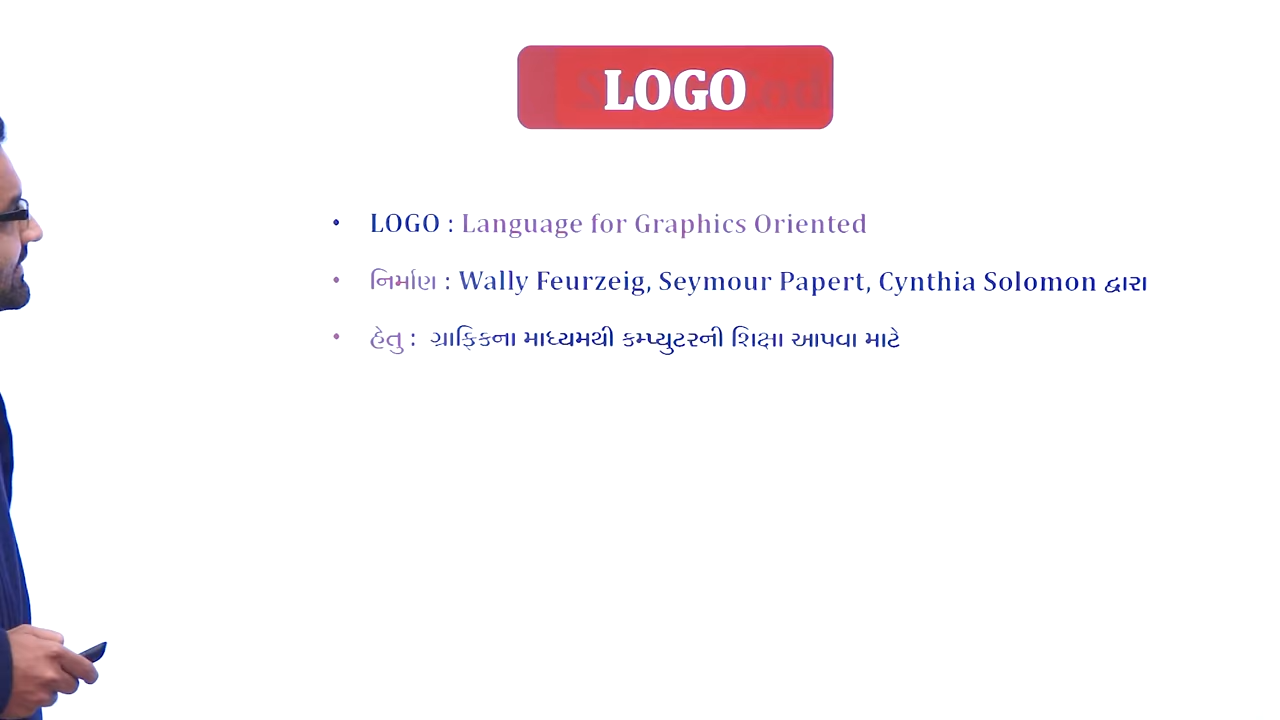 LOGO
• LOGO : Language for Graphics Oriented
• નિર્માણ : Wally Feurzeig, Seymour Papert, Cynthia Solomon દ્વારા
• હેતુ : ગ્રાફિકના માધ્યમથી કમ્પ્યુટરની શિક્ષા આપવા માટે